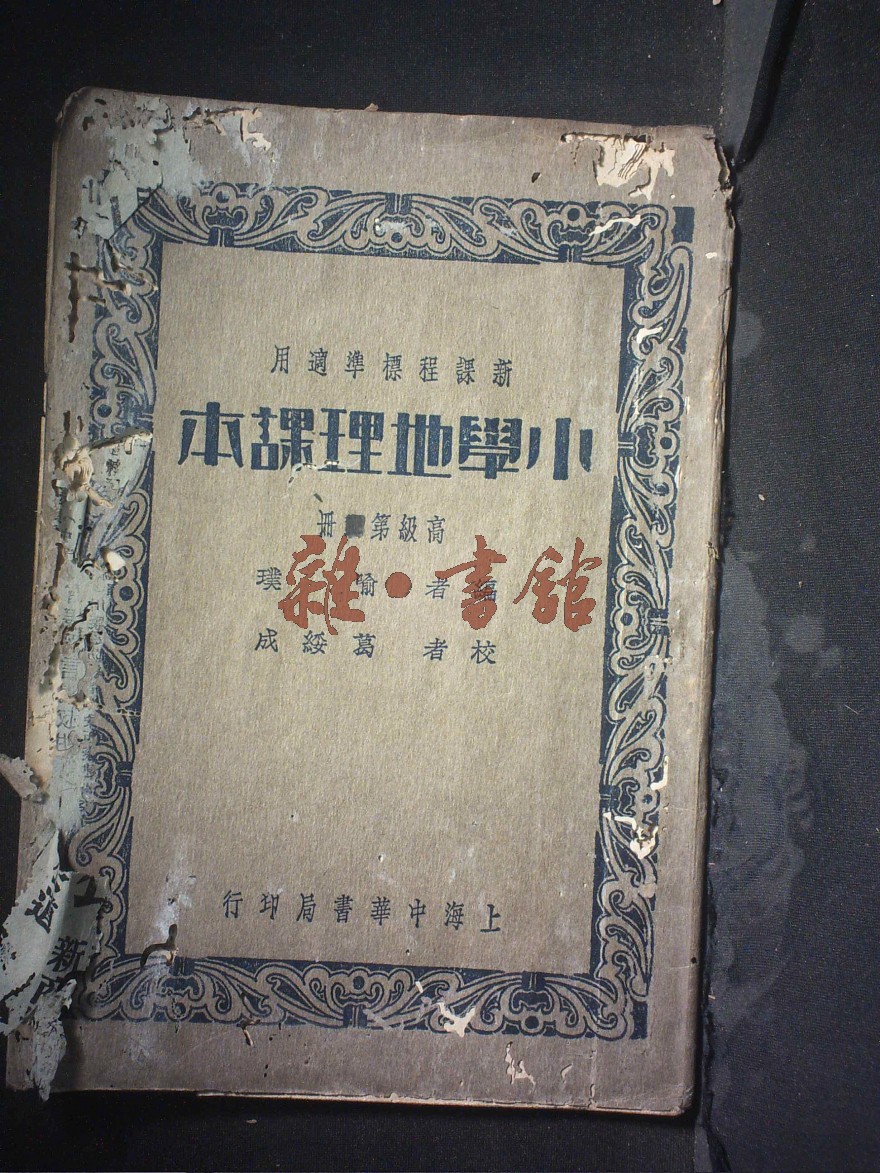 新課程標準適用
小學地理課本
高級第 冊
雜·書館
編者 喻 璞
校者 葛綏成
上海中華書局印行
新